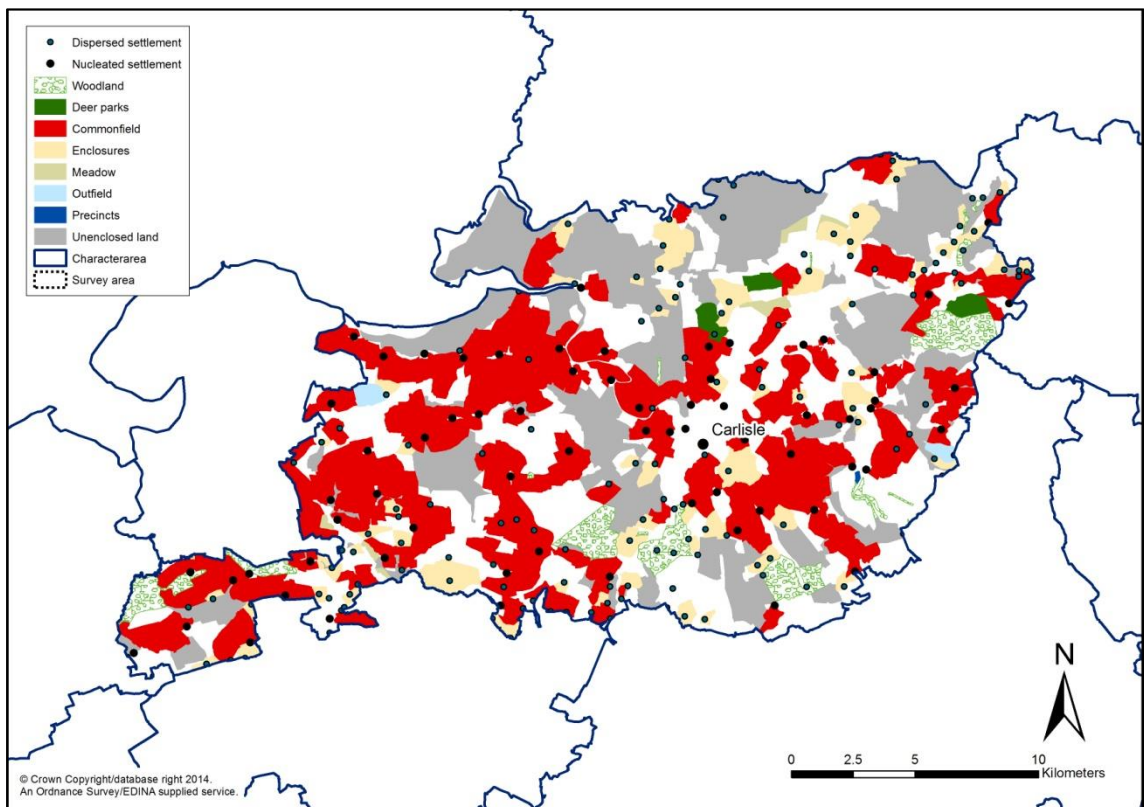 Dispersed settlement
Nucleated settlement
Woodland
Deer parks
Commonfield
Enclosures
Meadow
Outfield
Precincts
Unenclosed land
Characterarea
Survey area
Carlisle
N
0 2.5 5 10
Kilometers
© Crown Copyright/database right 2014.
An Ordnance Survey/EDINA supplied service.